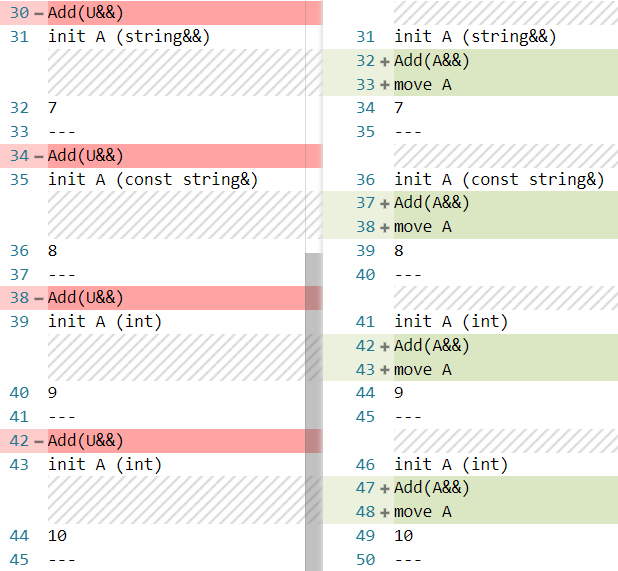 30 – Add(U&&)
31 init A (string&&)
32 7
33 ---
34 – Add(U&&)
35 init A (const string&)
36 8
37 ---
38 – Add(U&&)
39 init A (int)
40 9
41 ---
42 – Add(U&&)
43 init A (int)
44 10
45 ---
31 init A (string&&)
32 + Add(A&&)
33 + move A
34 7
35 ---
36 init A (const string&)
37 + Add(A&&)
38 + move A
39 8
40 ---
41 init A (int)
42 + Add(A&&)
43 + move A
44 9
45 ---
46 init A (int)
47 + Add(A&&)
48 + move A
49 10
50 ---